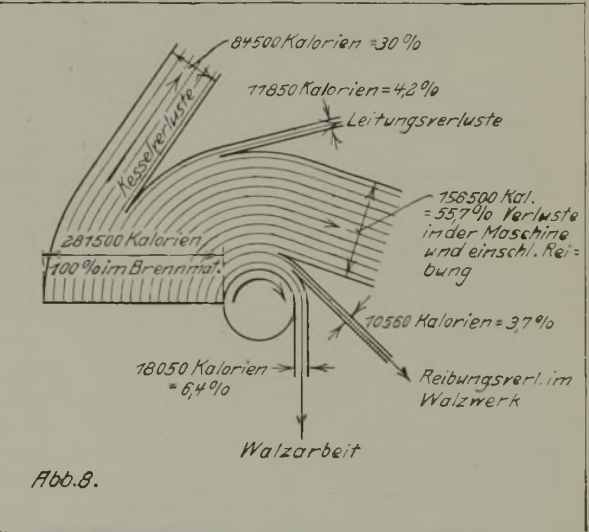 84500 Kalorien = 30 %
Kesselverluste
11850 Kalorien = 4,2 %
Leitungsverluste
156500 Kal.
= 55,7 % Verluste
in der Maschine
und einschl. Rei=
bung
281500 Kalorien
100 % im Brennmat.
10560 Kalorien = 3,7 %
18050 Kalorien
= 6,4 %
Reibungsverl. im
Walzwerk
Walzarbeit
Abb. 8.